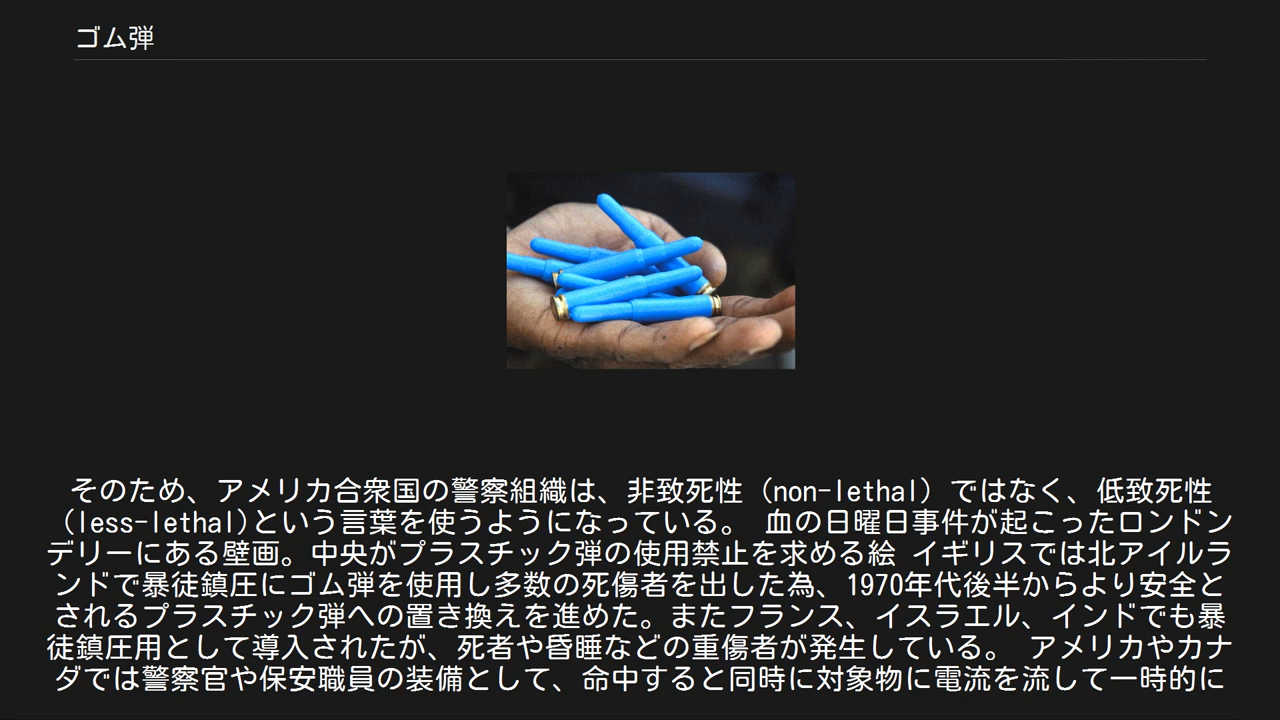 ゴム弾
そのため、アメリカ合衆国の警察組織は、非致死性（non-lethal）ではなく、低致死性
（less-lethal)という言葉を使うようになっている。 血の日曜日事件が起こったロンドン
デリーにある壁画。中央がプラスチック弾の使用禁止を求める絵 イギリスでは北アイルラ
ンドで暴徒鎮圧にゴム弾を使用し多数の死傷者を出した為、1970年代後半からより安全と
されるプラスチック弾への置き換えを進めた。またフランス、イスラエル、インドでも暴
徒鎮圧用として導入されたが、死者や昏睡などの重傷者が発生している。 アメリカやカナ
ダでは警察官や保安職員の装備として、命中すると同時に対象物に電流を流して一時的に